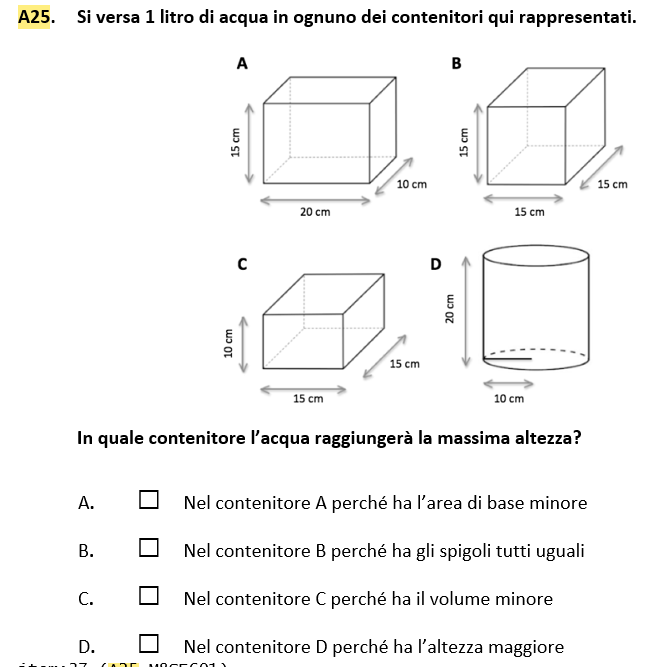 A25. Si versa 1 litro di acqua in ognuno dei contenitori qui rappresentati.
A
B
15 cm
10 cm
20 cm
15 cm
15 cm
15 cm
C
D
10 cm
15 cm
15 cm
20 cm
10 cm
In quale contenitore l’acqua raggiungerà la massima altezza?
A. Nel contenitore A perché ha l’area di base minore
B. Nel contenitore B perché ha gli spigoli tutti uguali
C. Nel contenitore C perché ha il volume minore
D. Nel contenitore D perché ha l’altezza maggiore